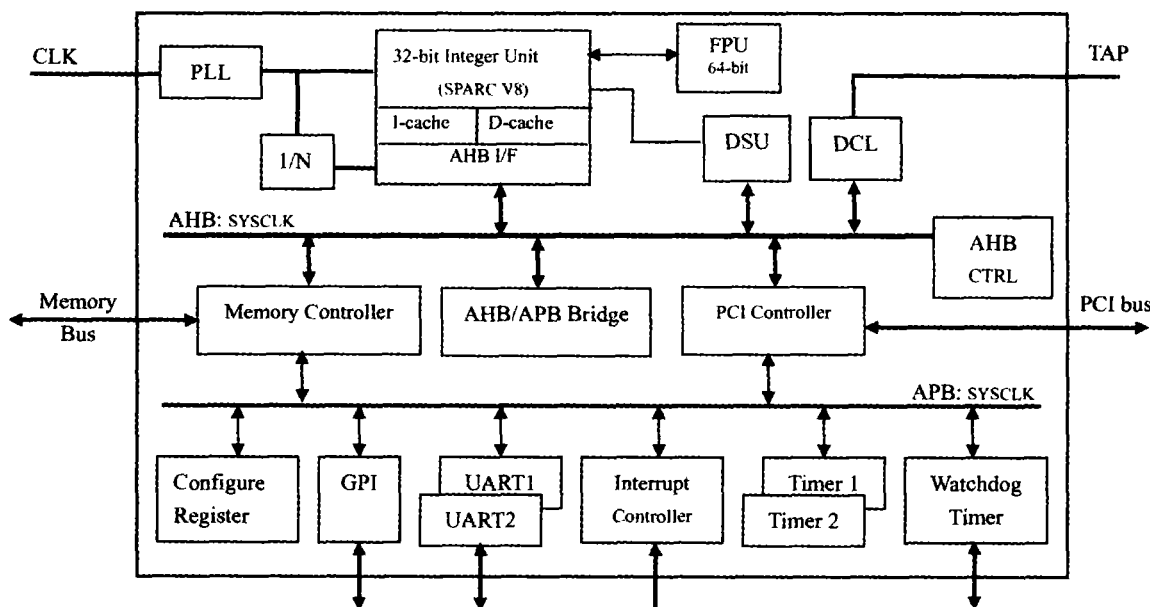 CLK
PLL
32-bit Integer Unit
(SPARC V8)
I-cache
D-cache
AHB I/F
1/N
FPU
64-bit
TAP
DSU
DCL
AHB: SYSCLK
AHB
CTRL
Memory
Bus
Memory Controller
AHB/APB Bridge
PCI Controller
PCI bus
APB: SYSCLK
Configure
Register
GPI
UART1
UART2
Interrupt
Controller
Timer 1
Timer 2
Watchdog
Timer